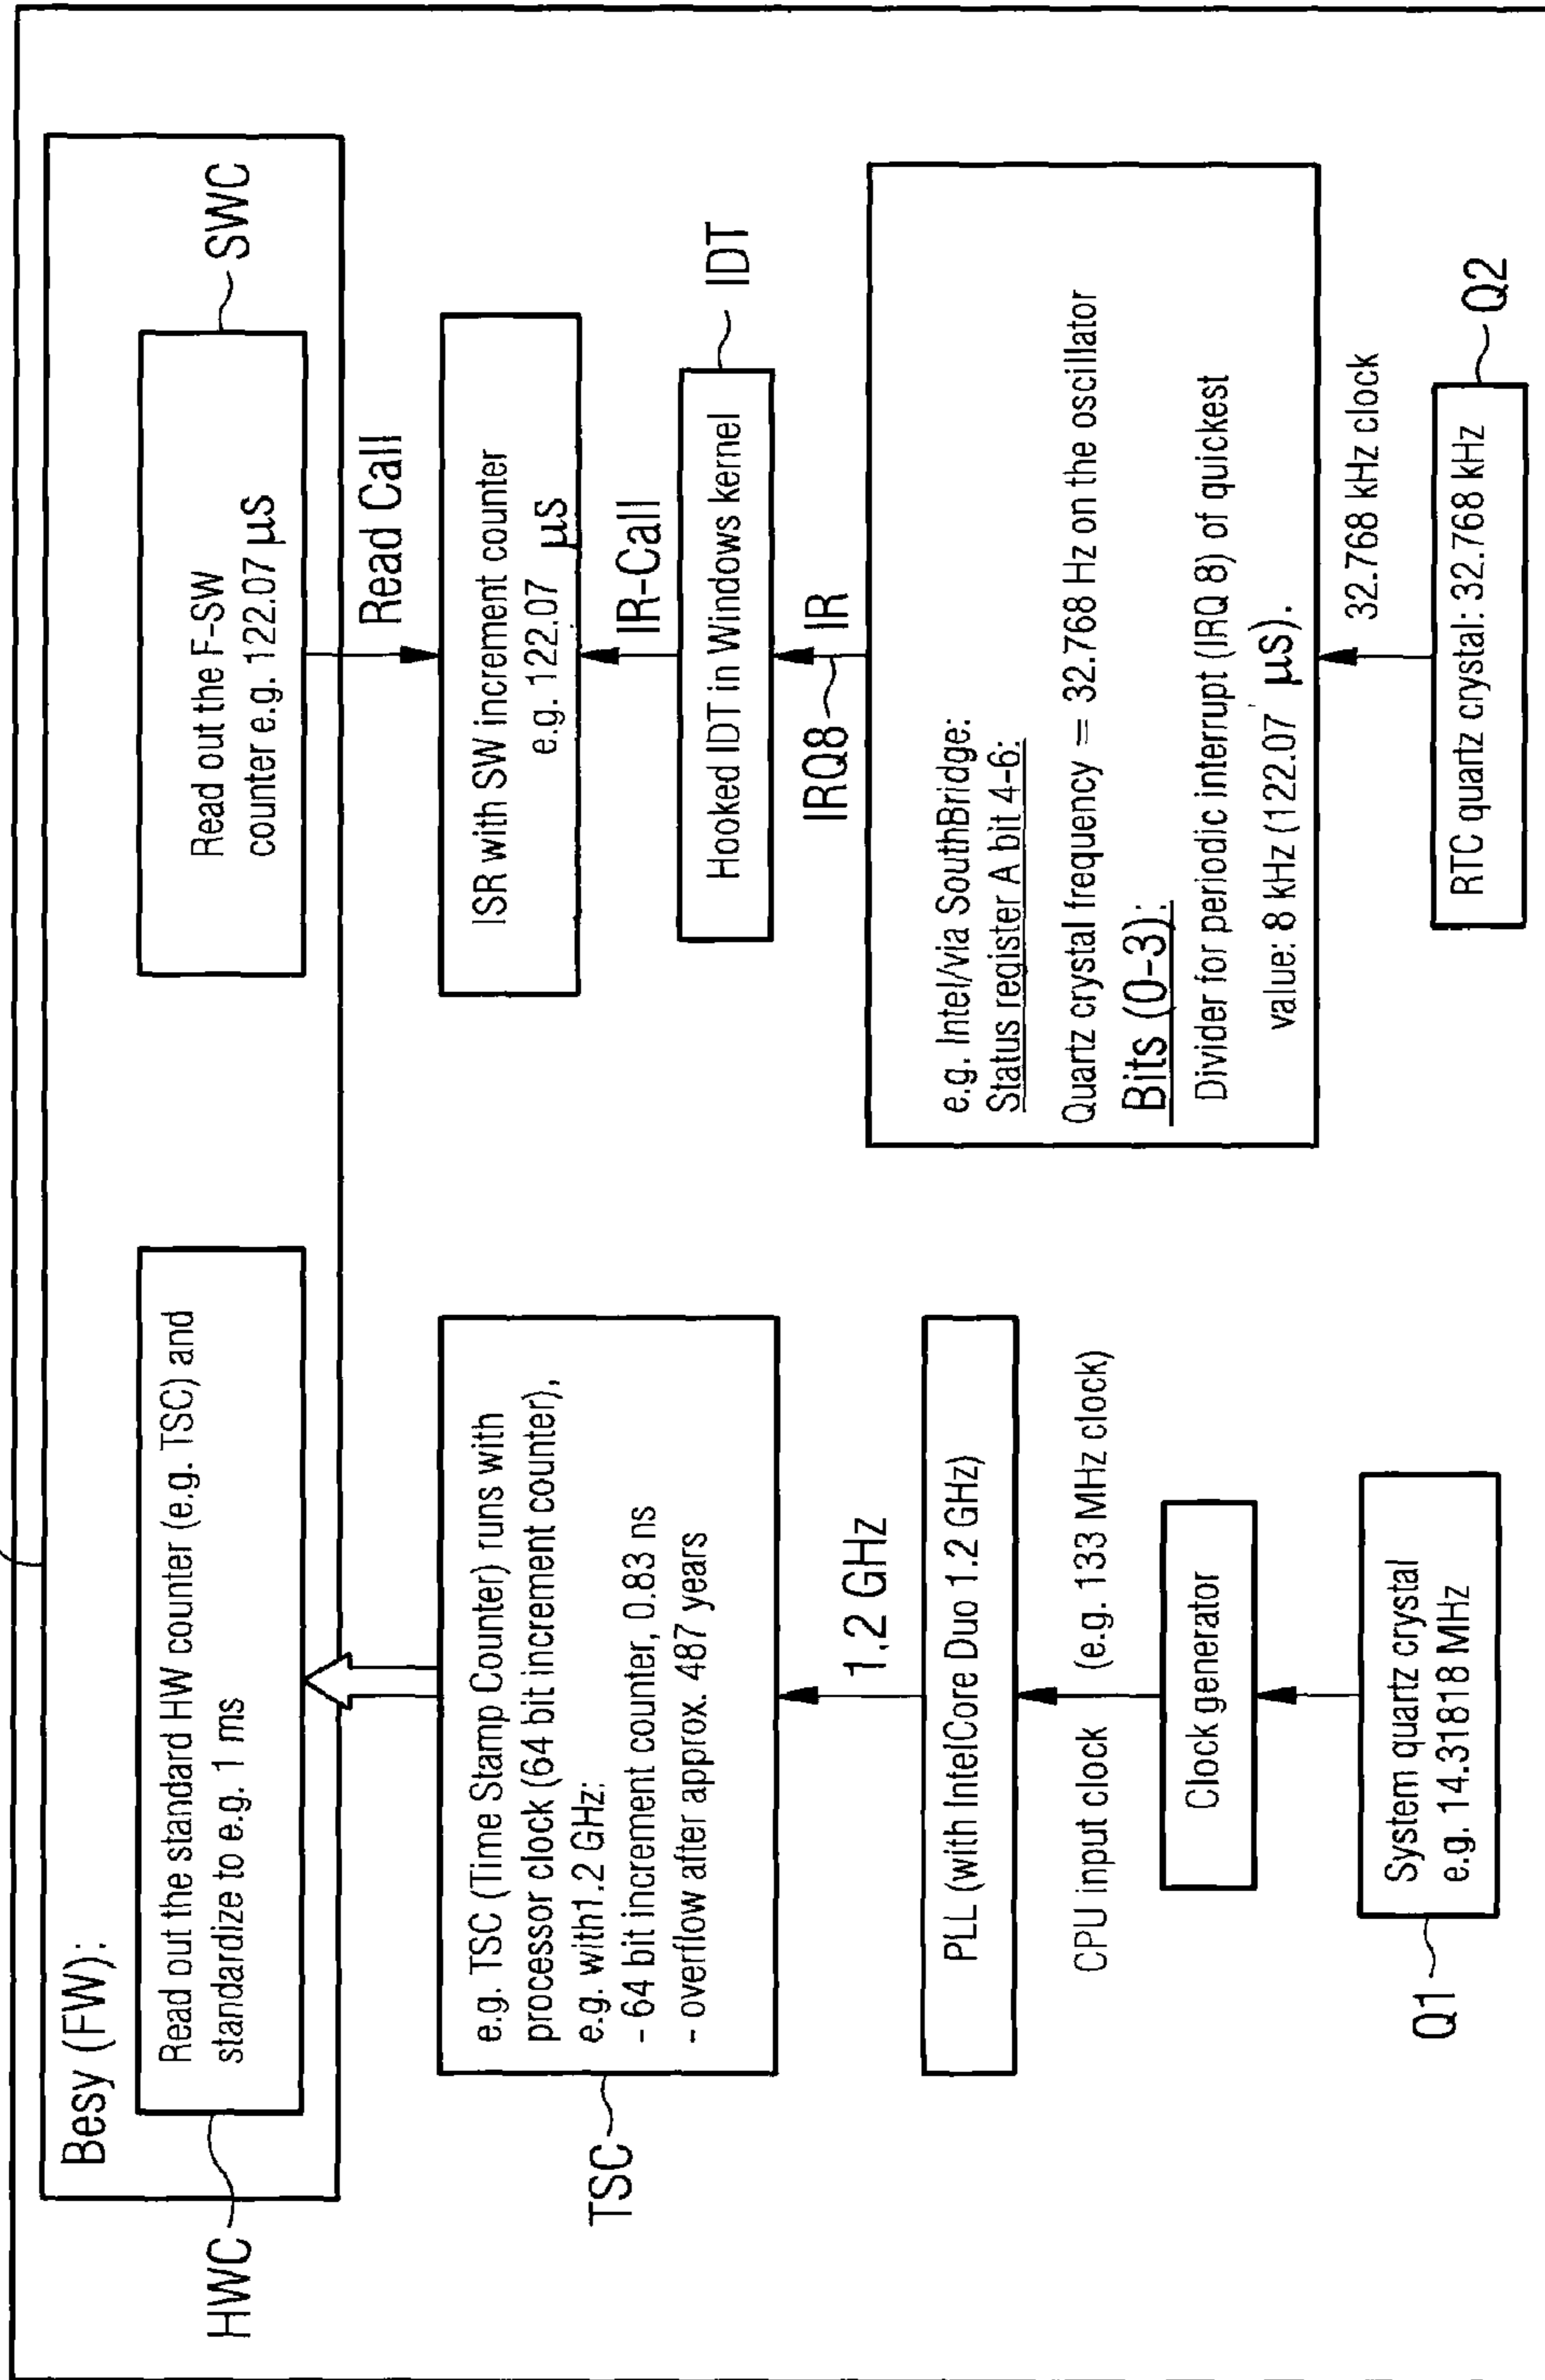 Besy (FW):
HWC
Read out the standard HW counter (e.g. TSC) and
standardize to e.g. 1 ms
TSC
e.g. TSC (Time Stamp Counter) runs with
processor clock (64 bit increment counter),
e.g. with1.2 GHz:
- 64 bit increment counter, 0.83 ns
- overflow after approx. 487 years
1,2 GHz
PLL (with IntelCore Duo 1.2 GHz)
CPU input clock (e.g. 133 MHz clock)
Clock generator
System quartz crystal
e.g. 14.31818 MHz
Q1
Read out the F-SW
counter e.g. 122.07 µs
SWC
Read Call
ISR with SW increment counter
e.g. 122.07 µs
IR-Call
Hooked IDT in Windows kernel
IDT
IRQ8
IR
e.g. Intel/via SouthBridge:
Status register A bit 4-6:
Quartz crystal frequency = 32.768 Hz on the oscillator
Bits (0-3):
Divider for periodic interrupt (IRQ 8) of quickest
value: 8 kHz (122.07 µs).
32.768 kHz clock
RTC quartz crystal: 32.768 kHz
Q2